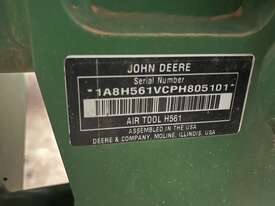 JOHN DEERE
Serial Number
*1A8H561VCPH805101*
AIR TOOL H561
ASSEMBLED IN THE USA
DEERE & COMPANY, MOLINE, ILLINOIS, USA